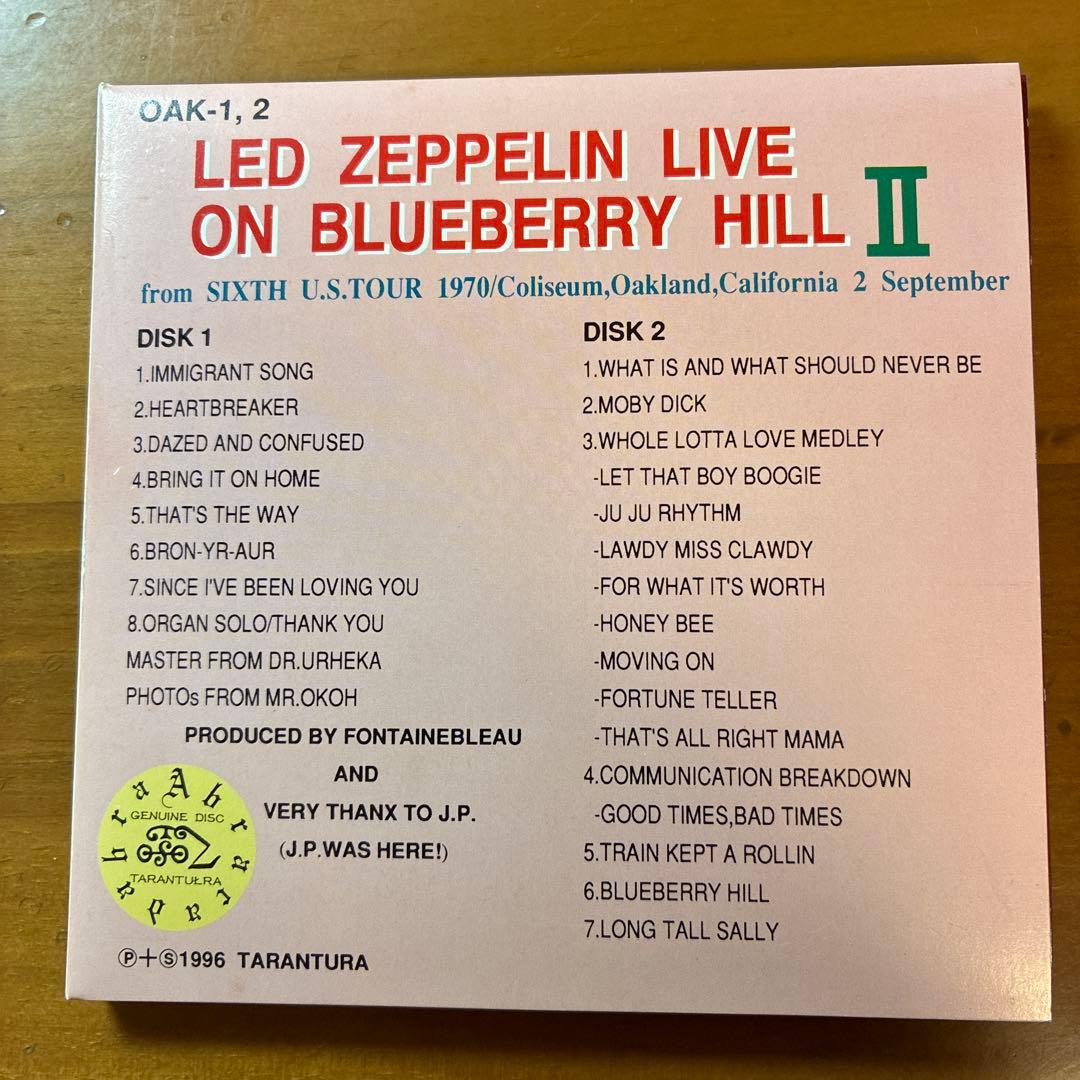 OAK-1, 2
LED ZEPPELIN LIVE
ON BLUEBERRY HILL II
from SIXTH U.S.TOUR 1970/Coliseum,Oakland,California 2 September
DISK 1
1.IMMIGRANT SONG
2.HEARTBREAKER
3.DAZED AND CONFUSED
4.BRING IT ON HOME
5.THAT'S THE WAY
6.BRON-YR-AUR
7.SINCE I'VE BEEN LOVING YOU
8.ORGAN SOLO/THANK YOU
MASTER FROM DR.URHEKA
PHOTOs FROM MR.OKOH
PRODUCED BY FONTAINEBLEAU
AND
VERY THANX TO J.P.
(J.P.WAS HERE!)
Abracadabra
GENUINE DISC
TARANTULRA
Ⓟ+Ⓢ1996 TARANTURA
DISK 2
1.WHAT IS AND WHAT SHOULD NEVER BE
2.MOBY DICK
3.WHOLE LOTTA LOVE MEDLEY
-LET THAT BOY BOOGIE
-JU JU RHYTHM
-LAWDY MISS CLAWDY
-FOR WHAT IT'S WORTH
-HONEY BEE
-MOVING ON
-FORTUNE TELLER
-THAT'S ALL RIGHT MAMA
4.COMMUNICATION BREAKDOWN
-GOOD TIMES,BAD TIMES
5.TRAIN KEPT A ROLLIN
6.BLUEBERRY HILL
7.LONG TALL SALLY